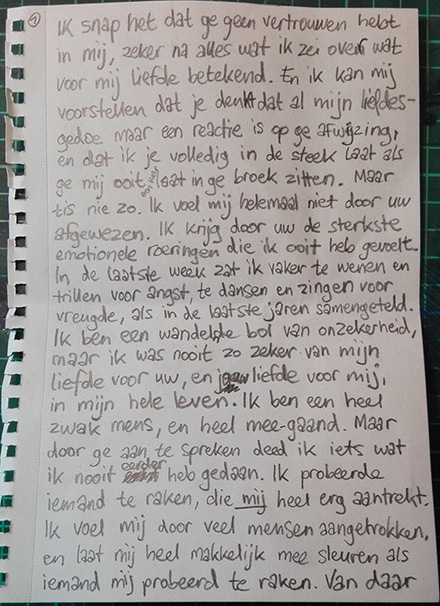 ①
Ik snap het dat ge geen vertrouwen hebt
in mij, zeker na alles wat ik zei over wat
voor mij liefde betekend. En ik kan mij
voorstellen dat je denkt dat al mijn liefdes-
gedoe maar een reactie is op ge afwijzing,
en dat ik je volledig in de steek laat als
ge mij ooit laat in ge broek zitten. Maar
tis nie zo. Ik voel mij helemaal niet door uw
afgewezen. Ik krijg door uw de sterkste
emotionele roeringen die ik ooit heb gevoelt.
In de laatste week zat ik vaker te wenen en
trillen voor angst, te dansen en zingen voor
vreugde, als in de laatste jaren samengeteld.
Ik ben een wandelde bol van onzekerheid,
maar ik was nooit zo zeker van mijn
liefde voor uw, en jouw liefde voor mij,
in mijn hele leven. Ik ben een heel
zwak mens, en heel mee-gaand. Maar
door ge aan te spreken deed ik iets wat
ik nooit eerder heb gedaan. Ik probeerde
iemand te raken, die mij heel erg aantrekt.
Ik voel mij door veel mensen aangetrokken,
en laat mij heel makkelijk mee sleuren als
iemand mij probeerd te raken. Van daar